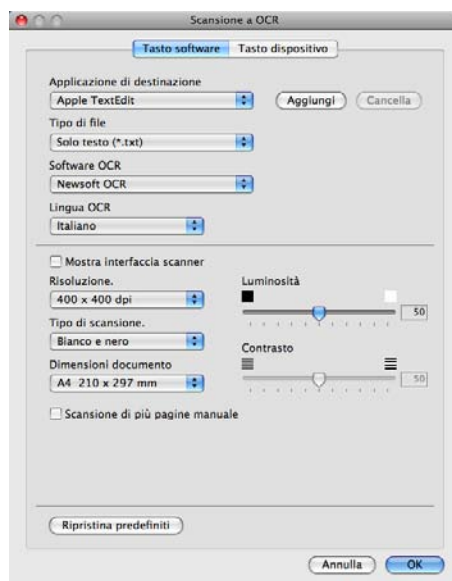 Scansione a OCR
Tasto software Tasto dispositivo
Applicazione di destinazione
Apple TextEdit Aggiungi Cancella
Tipo di file
Solo testo (*.txt)
Software OCR
Newsoft OCR
Lingua OCR
Italiano
Mostra interfaccia scanner
Risoluzione. Luminosità
400 x 400 dpi 50
Tipo di scansione.
Bianco e nero Contrasto
Dimensioni documento
A4 210 x 297 mm 50
Scansione di più pagine manuale
Ripristina predefiniti
Annulla OK